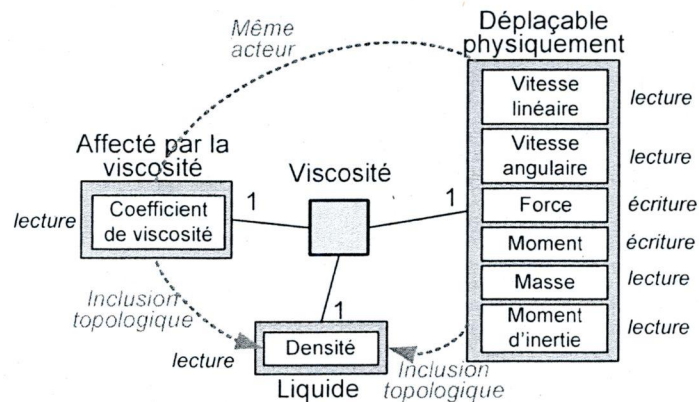 Même
acteur
Déplaçable
physiquement
Vitesse
linéaire
lecture
Vitesse
angulaire
lecture
Force
écriture
Moment
écriture
Masse
lecture
Moment
d'inertie
lecture
Affecté par la
viscosité
lecture
Coefficient
de viscosité
1
Viscosité
1
1
Inclusion
topologique
lecture
Densité
Liquide
Inclusion
topologique